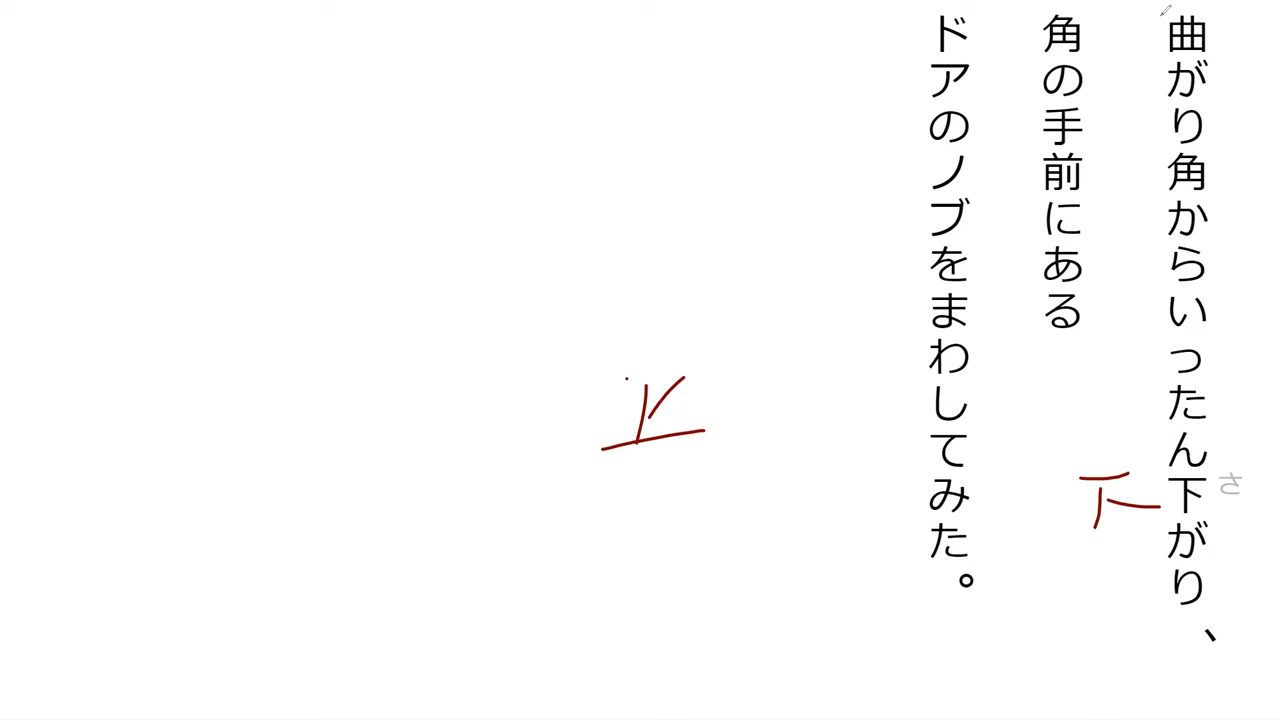 曲がり角からいったん下がり、
さ
角の手前にある
ドアのノブをまわしてみた。
下